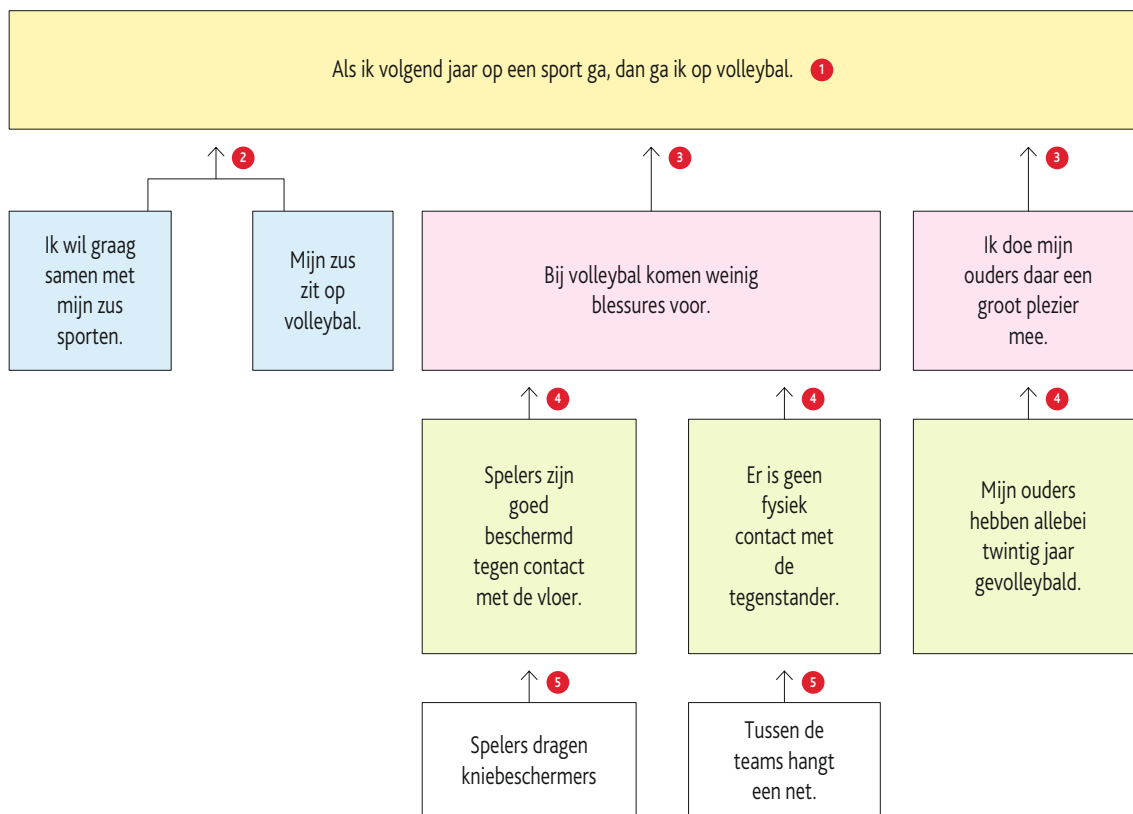 Als ik volgend jaar op een sport ga, dan ga ik op volleybal. 1
2
3
3
Ik wil graag
samen met
mijn zus
sporten.
Mijn zus
zit op
volleybal.
Bij volleybal komen weinig
blessures voor.
Ik doe mijn
ouders daar een
groot plezier
mee.
4
4
4
Spelers zijn
goed
beschermd
tegen contact
met de vloer.
Er is geen
fysiek
contact met
de
tegenstander.
Mijn ouders
hebben allebei
twintig jaar
gevolleybald.
5
5
Spelers dragen
kniebeschermers
Tussen de
teams hangt
een net.